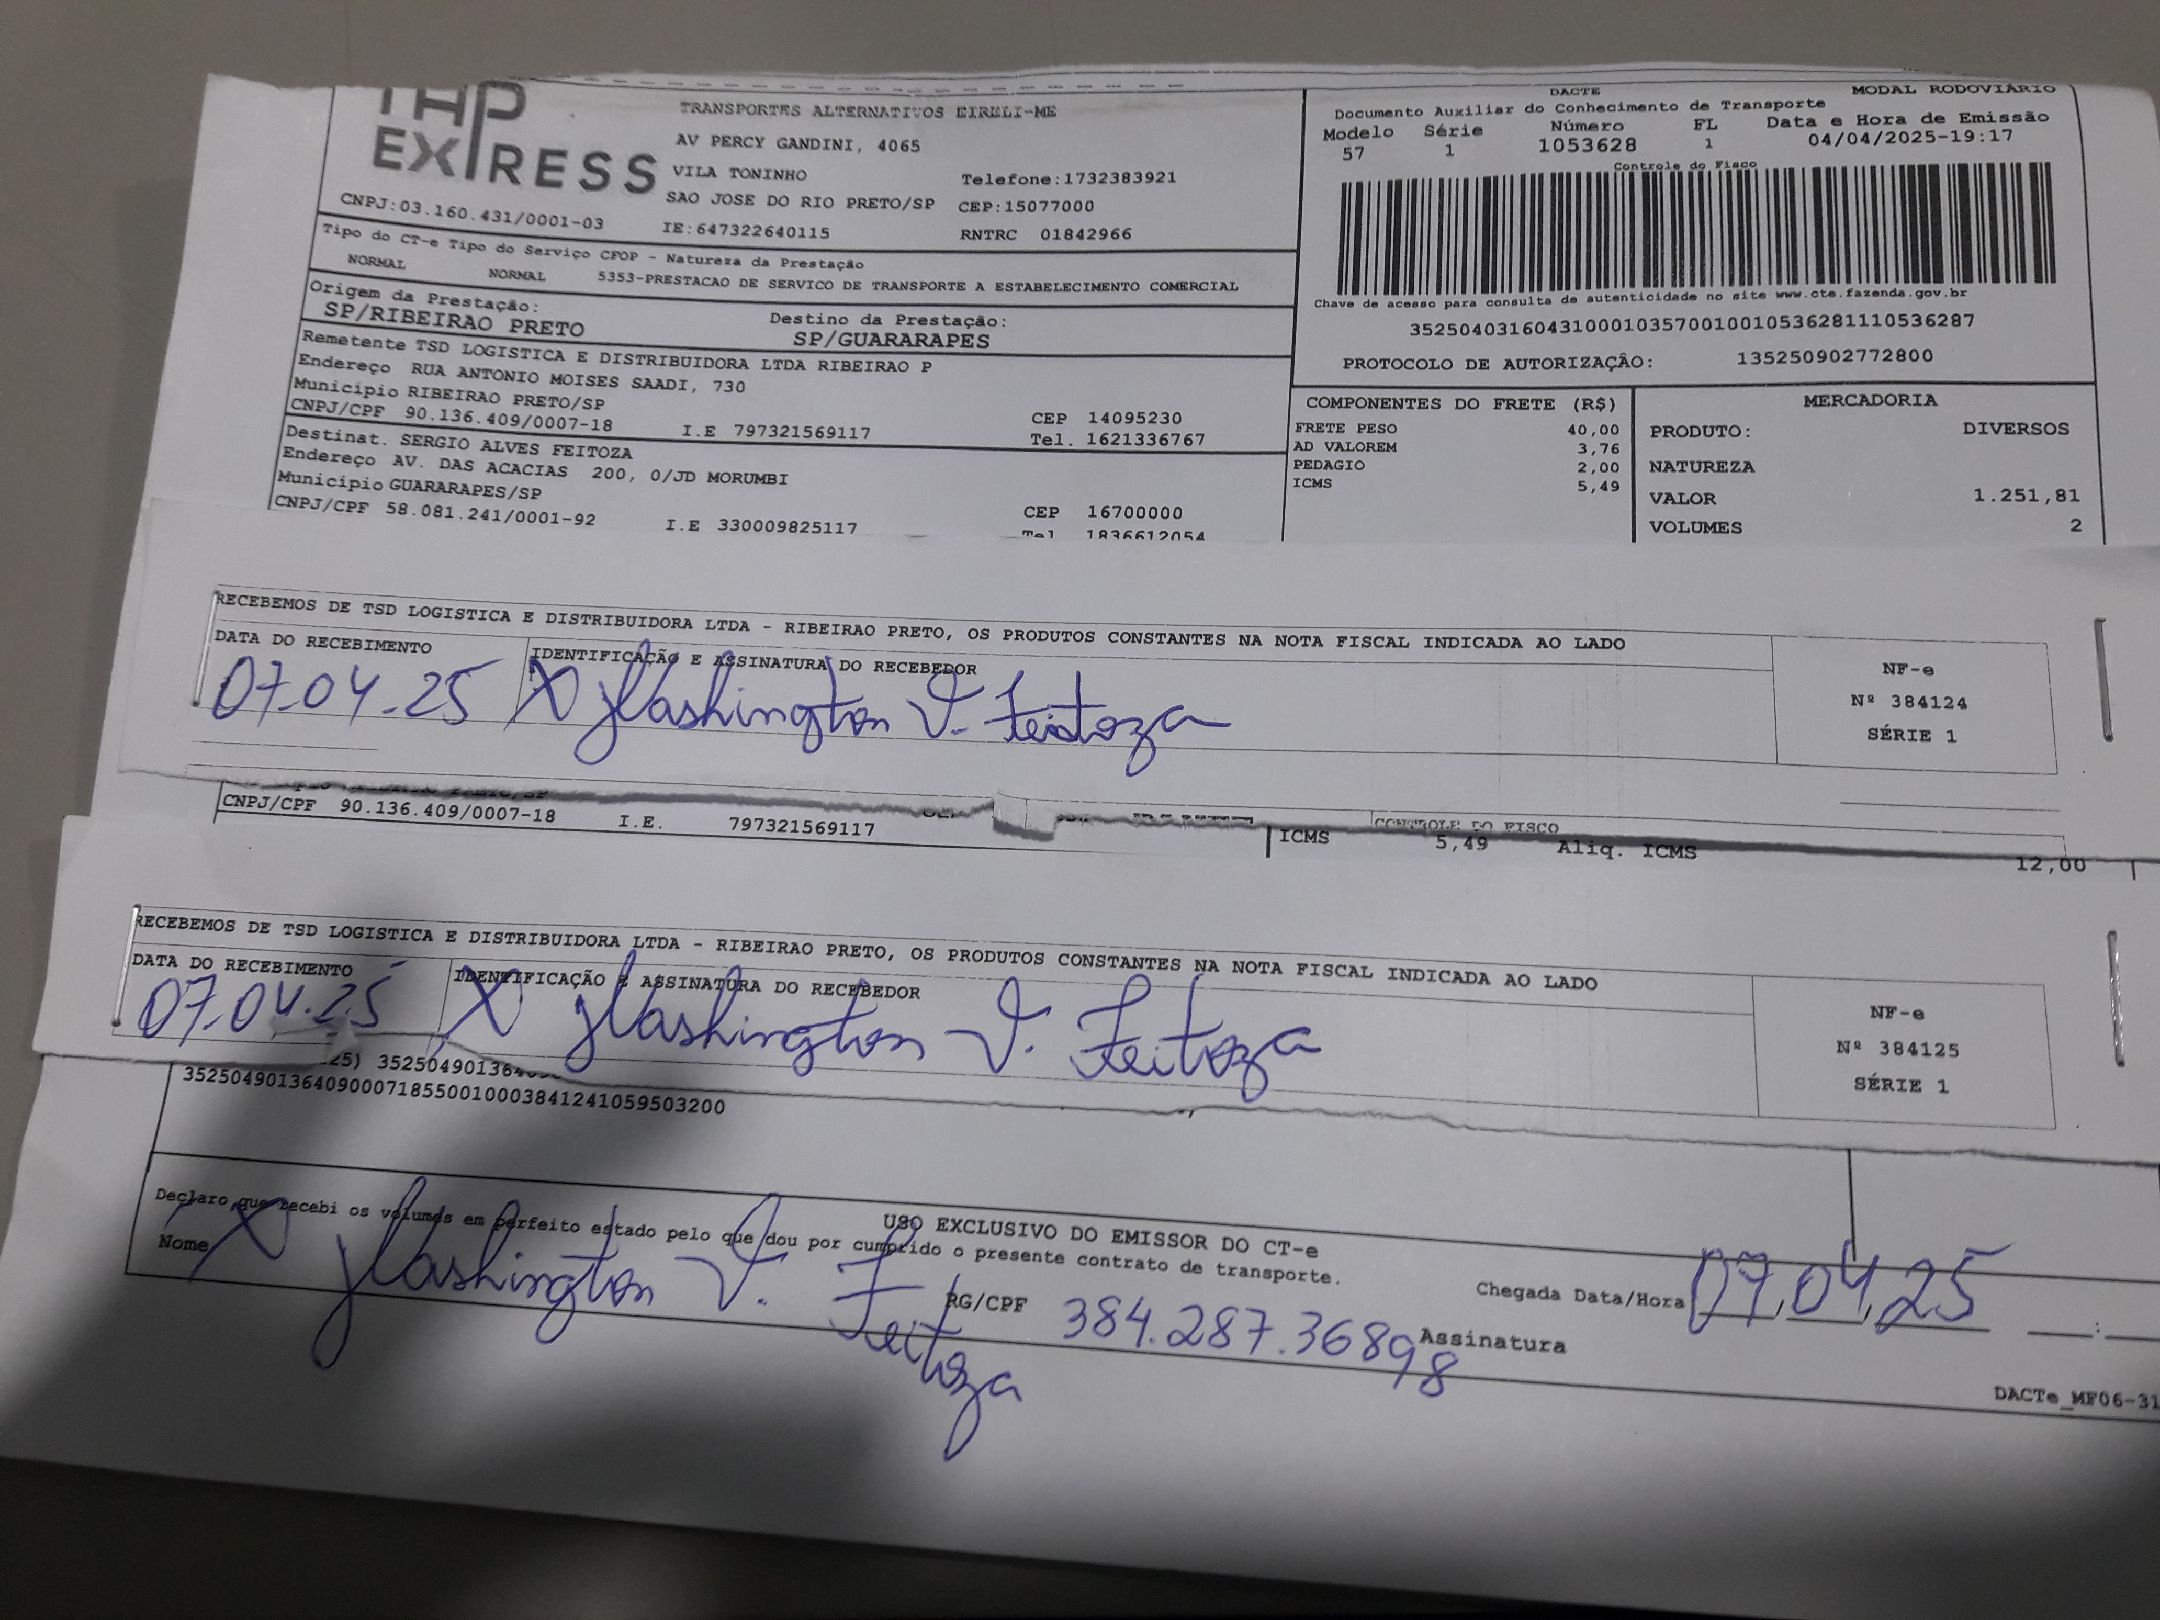 THP
EXPRESS
TRANSPORTES ALTERNATIVOS EIRELI-ME
AV PERCY GANDINI, 4065
VILA TONINHO Telefone:1732383921
SAO JOSE DO RIO PRETO/SP CEP:15077000
CNPJ:03.160.431/0001-03 IE:647322640115 RNTRC 01842966
DACTE MODAL RODOVIARIO
Documento Auxiliar do Conhecimento de Transporte
Modelo Série Número FL Data e Hora de Emissão
57 1 1053628 1 04/04/2025-19:17
Controle do Fisco
Chave de acesso para consulta de autenticidade no site www.cte.fazenda.gov.br
35250403160431000103570010010536281110536287
PROTOCOLO DE AUTORIZAÇÂO: 135250902772800
Tipo do CT-e Tipo do Serviço CFOP - Natureza da Prestação
NORMAL NORMAL 5353-PRESTACAO DE SERVICO DE TRANSPORTE A ESTABELECIMENTO COMERCIAL
Origem da Prestação: Destino da Prestação:
SP/RIBEIRAO PRETO SP/GUARARAPES
Remetente TSD LOGISTICA E DISTRIBUIDORA LTDA RIBEIRAO P
Endereço RUA ANTONIO MOISES SAADI, 730
Município RIBEIRAO PRETO/SP CEP 14095230
CNPJ/CPF 90.136.409/0007-18 I.E 797321569117 Tel. 1621336767
Destinat. SERGIO ALVES FEITOZA
Endereço AV. DAS ACACIAS 200, 0/JD MORUMBI
Município GUARARAPES/SP CEP 16700000
CNPJ/CPF 58.081.241/0001-92 I.E 330009825117 Tel 1836612054
COMPONENTES DO FRETE (R$)
FRETE PESO 40,00
AD VALOREM 3,76
PEDAGIO 2,00
ICMS 5,49
MERCADORIA
PRODUTO: DIVERSOS
NATUREZA
VALOR 1.251,81
VOLUMES 2
RECEBEMOS DE TSD LOGISTICA E DISTRIBUIDORA LTDA - RIBEIRAO PRETO, OS PRODUTOS CONSTANTES NA NOTA FISCAL INDICADA AO LADO
DATA DO RECEBIMENTO IDENTIFICAÇÃO E ASSINATURA DO RECEBEDOR
07.04.25 X Washington V. Feitoza
NF-e
Nº 384124
SÉRIE 1
CNPJ/CPF 90.136.409/0007-18 I.E. 797321569117
CONTROLE DO FISCO
ICMS 5,49 Aliq. ICMS 12,00
RECEBEMOS DE TSD LOGISTICA E DISTRIBUIDORA LTDA - RIBEIRAO PRETO, OS PRODUTOS CONSTANTES NA NOTA FISCAL INDICADA AO LADO
DATA DO RECEBIMENTO IDENTIFICAÇÃO E ASSINATURA DO RECEBEDOR
07.04.25 X Washington V. Feitoza
NF-e
Nº 384125
SÉRIE 1
35250490136409000718550010003841241059503200
USO EXCLUSIVO DO EMISSOR DO CT-e
Declaro que recebi os volumes em perfeito estado pelo que dou por cumprido o presente contrato de transporte.
Nome X Washington V. Feitoza RG/CPF 384.287.36898 Assinatura
Chegada Data/Hora 07,04,25 :
DACTe_MF06-31